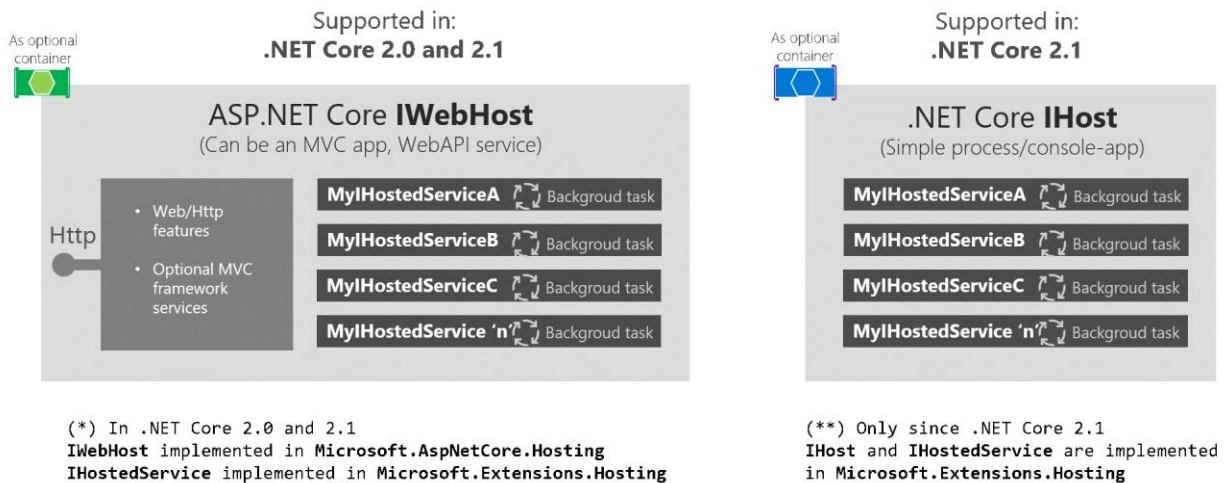 Supported in:
.NET Core 2.0 and 2.1
As optional
container
ASP.NET Core IWebHost
(Can be an MVC app, WebAPI service)
Http
• Web/Http
features
• Optional MVC
framework
services
MyIHostedServiceA Backgroud task
MyIHostedServiceB Backgroud task
MyIHostedServiceC Backgroud task
MyIHostedService ‘n’ Backgroud task
(*) In .NET Core 2.0 and 2.1
IWebHost implemented in Microsoft.AspNetCore.Hosting
IHostedService implemented in Microsoft.Extensions.Hosting
Supported in:
.NET Core 2.1
As optional
container
.NET Core IHost
(Simple process/console-app)
MyIHostedServiceA Backgroud task
MyIHostedServiceB Backgroud task
MyIHostedServiceC Backgroud task
MyIHostedService ‘n’ Backgroud task
(**) Only since .NET Core 2.1
IHost and IHostedService are implemented
in Microsoft.Extensions.Hosting